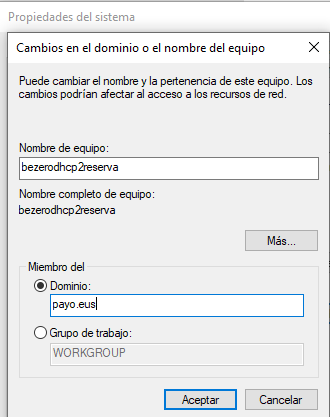 Propiedades del sistema
Cambios en el dominio o el nombre del equipo
Puede cambiar el nombre y la pertenencia de este equipo. Los
cambios podrían afectar al acceso a los recursos de red.
Nombre de equipo:
bezerodhcp2reserva
Nombre completo de equipo:
bezerodhcp2reserva
Más...
Miembro del
Dominio:
payo.eus
Grupo de trabajo:
WORKGROUP
Aceptar
Cancelar